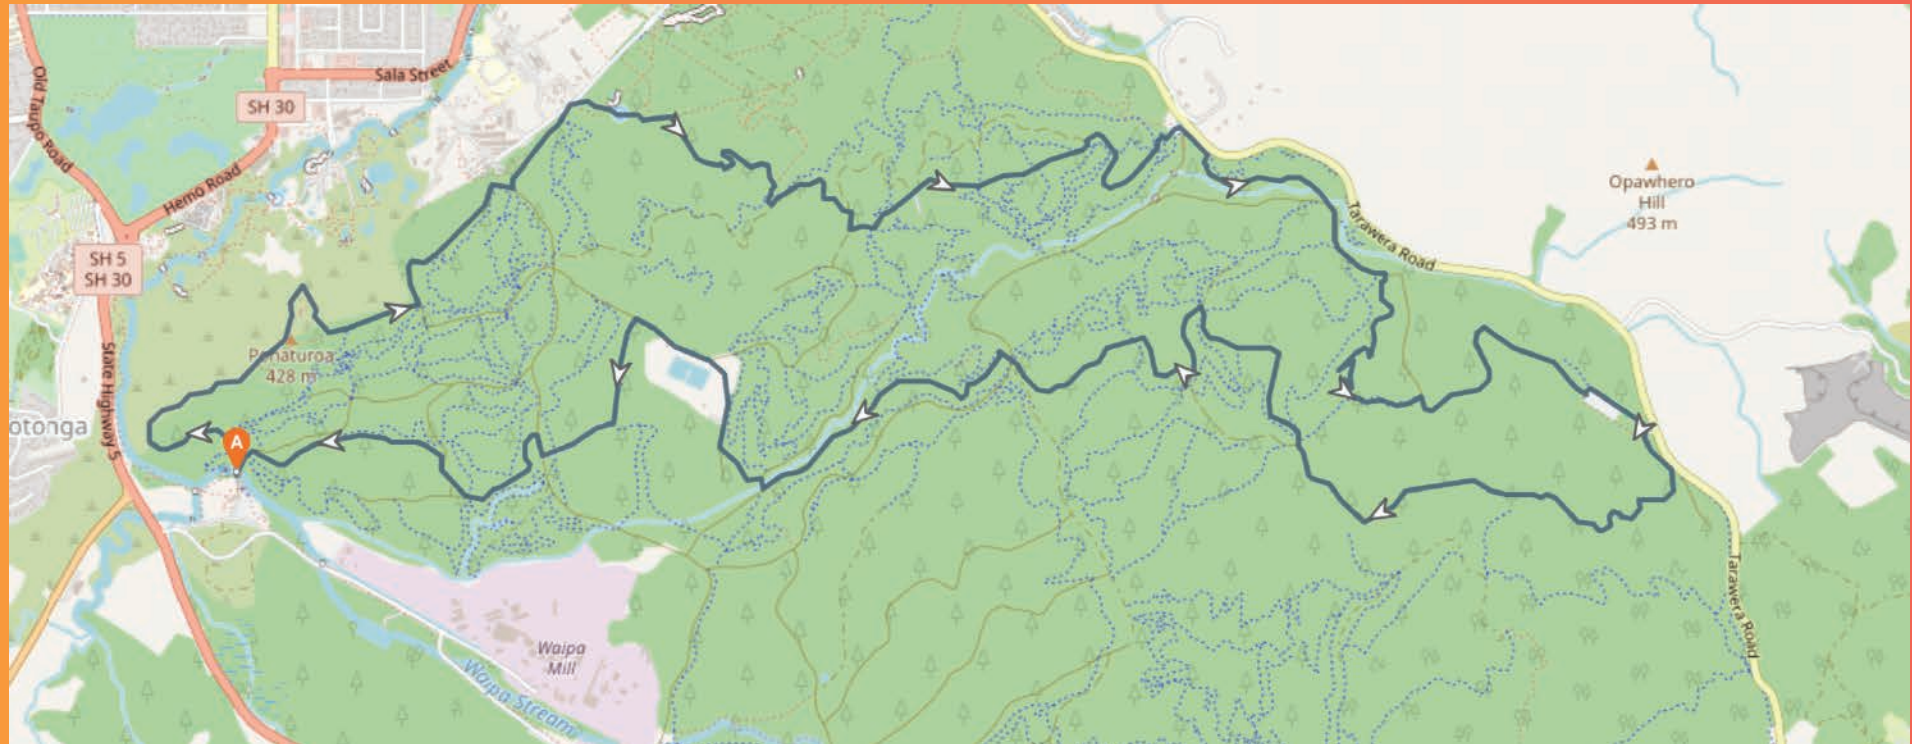 Old Taupo Road
Sala Street
SH 30
Hemo Road
SH 5
SH 30
State Highway 5
Pohaturoa
428 m
otonga
A
Opawhero
Hill
493 m
Tarawera Road
Tarawera Road
Waipa
Mill
Waipa Stream